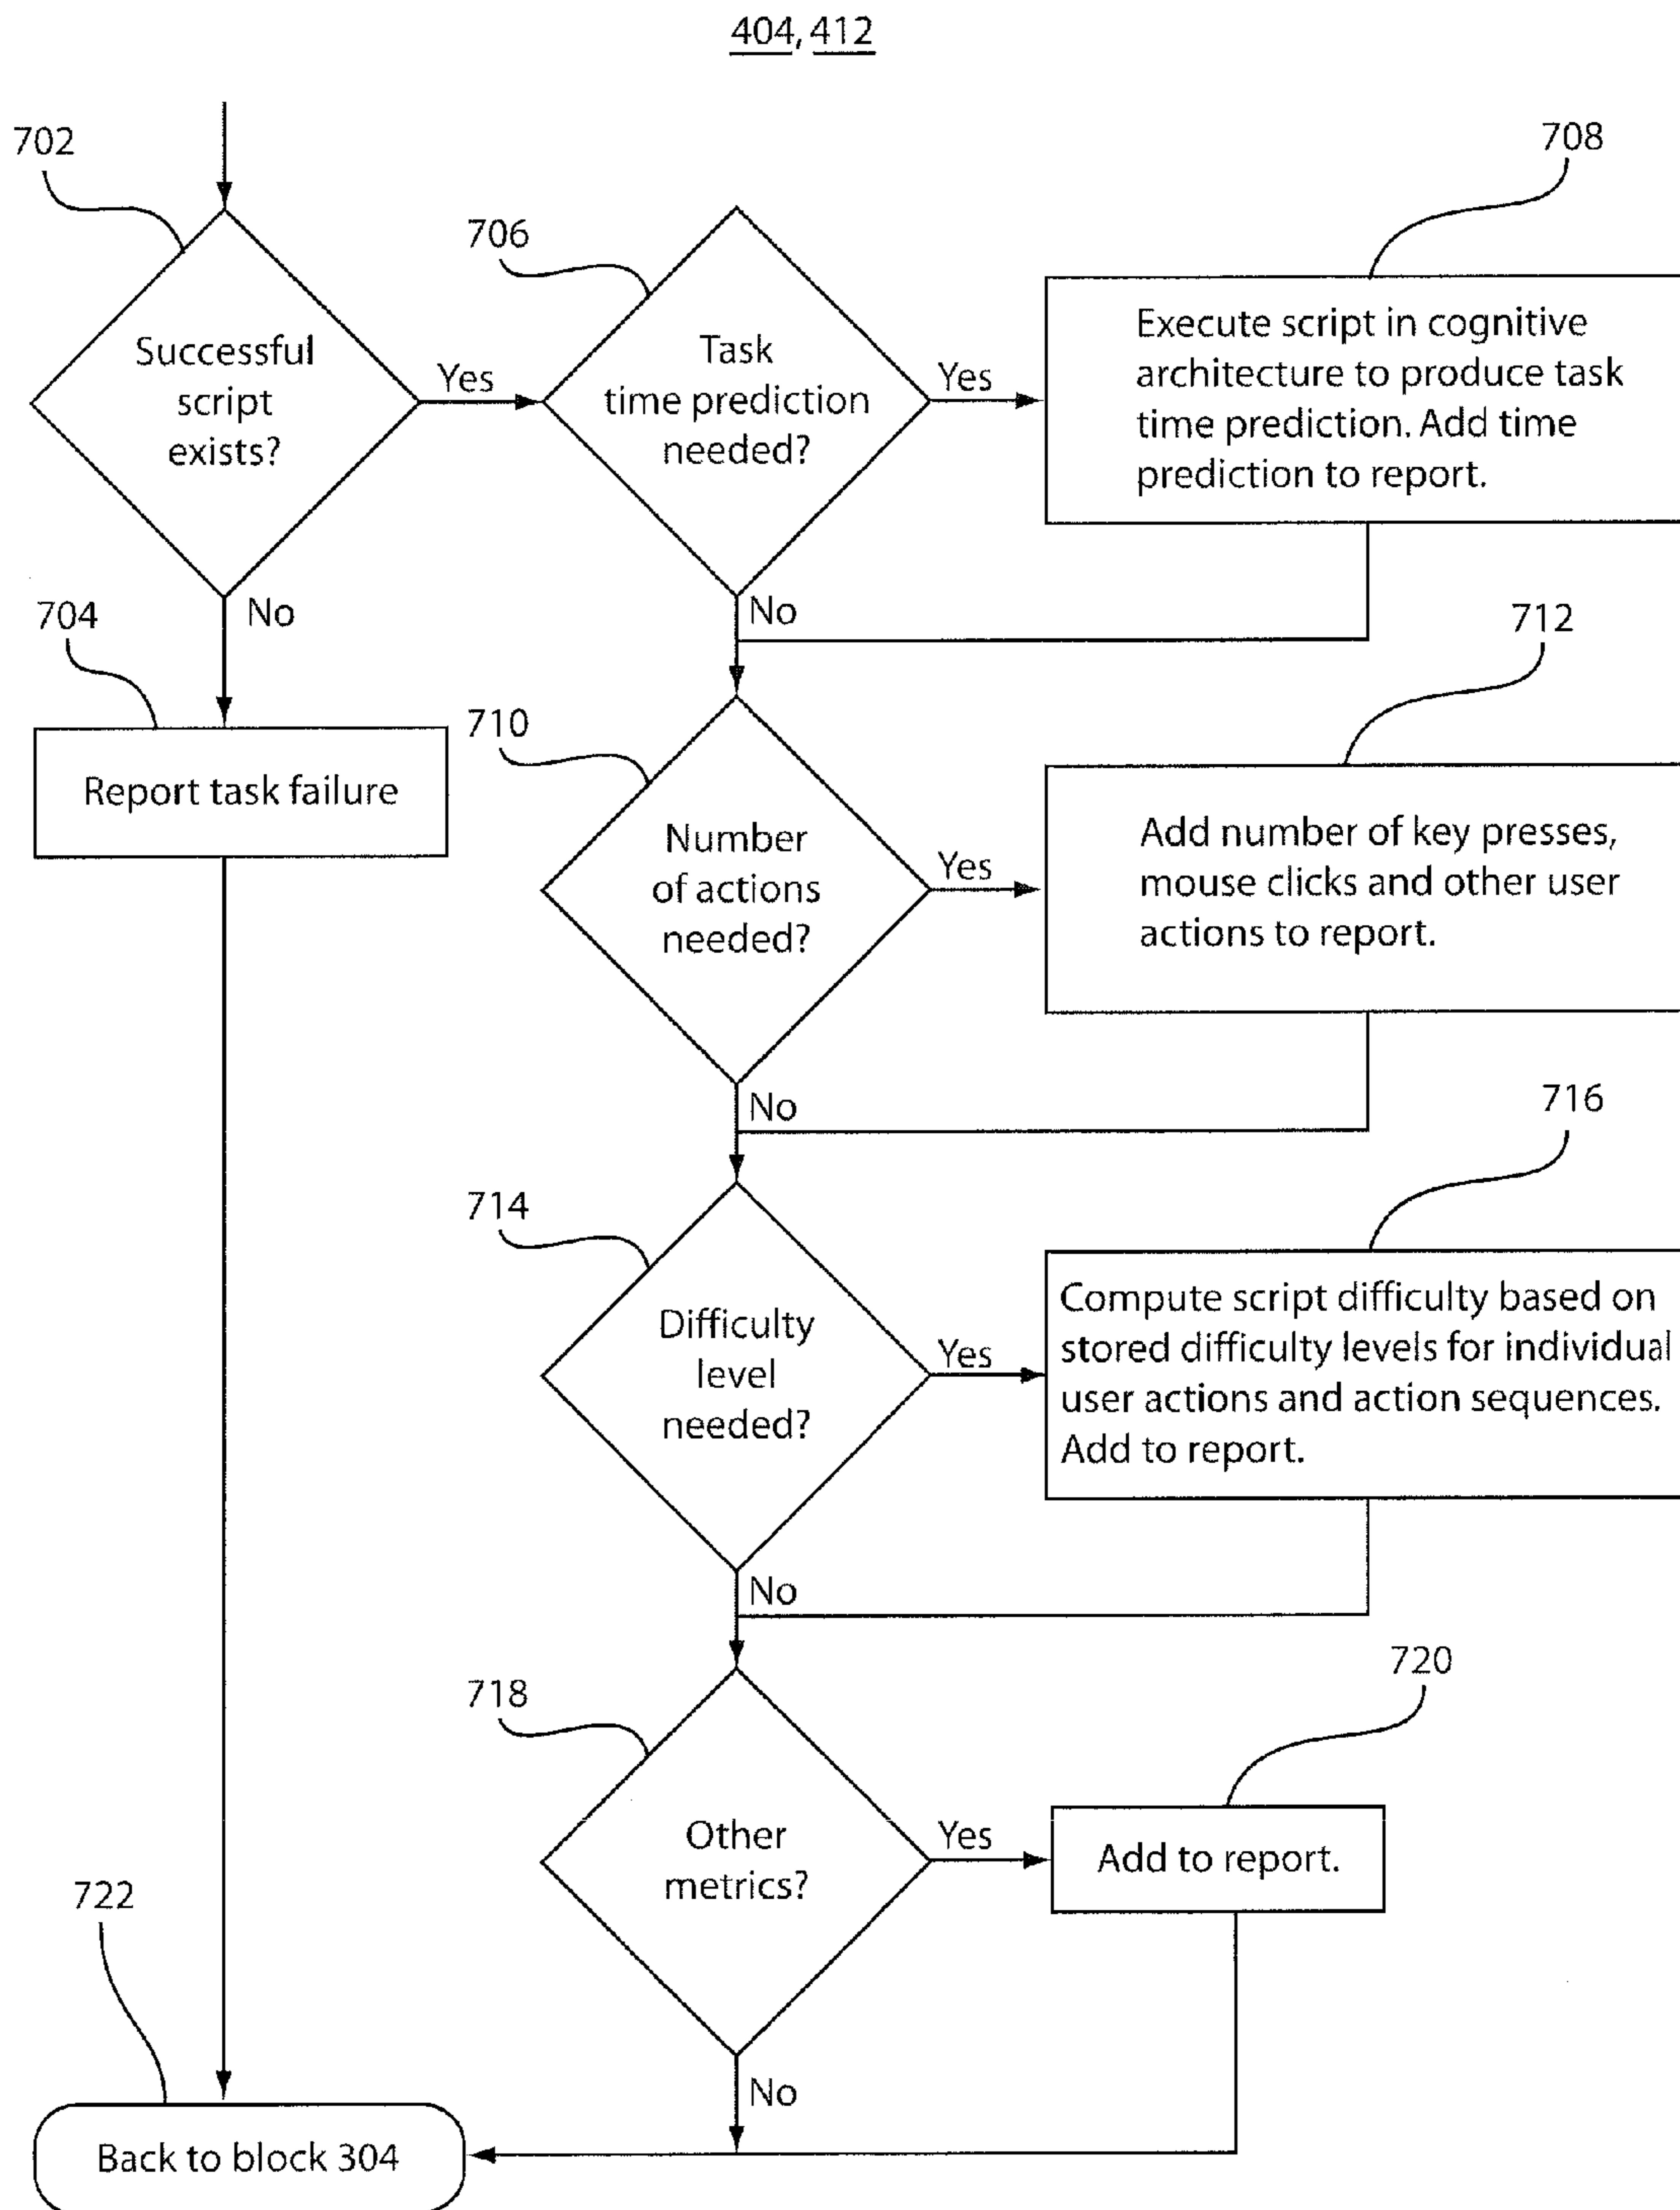 404, 412
702
708
706
Successful
script
exists?
Yes
Task
time prediction
needed?
Yes
Execute script in cognitive
architecture to produce task
time prediction. Add time
prediction to report.
704
No
No
712
Report task failure
710
Number
of actions
needed?
Yes
Add number of key presses,
mouse clicks and other user
actions to report.
No
716
714
Difficulty
level
needed?
Yes
Compute script difficulty based on
stored difficulty levels for individual
user actions and action sequences.
Add to report.
No
720
718
Other
metrics?
Yes
Add to report.
722
No
Back to block 304